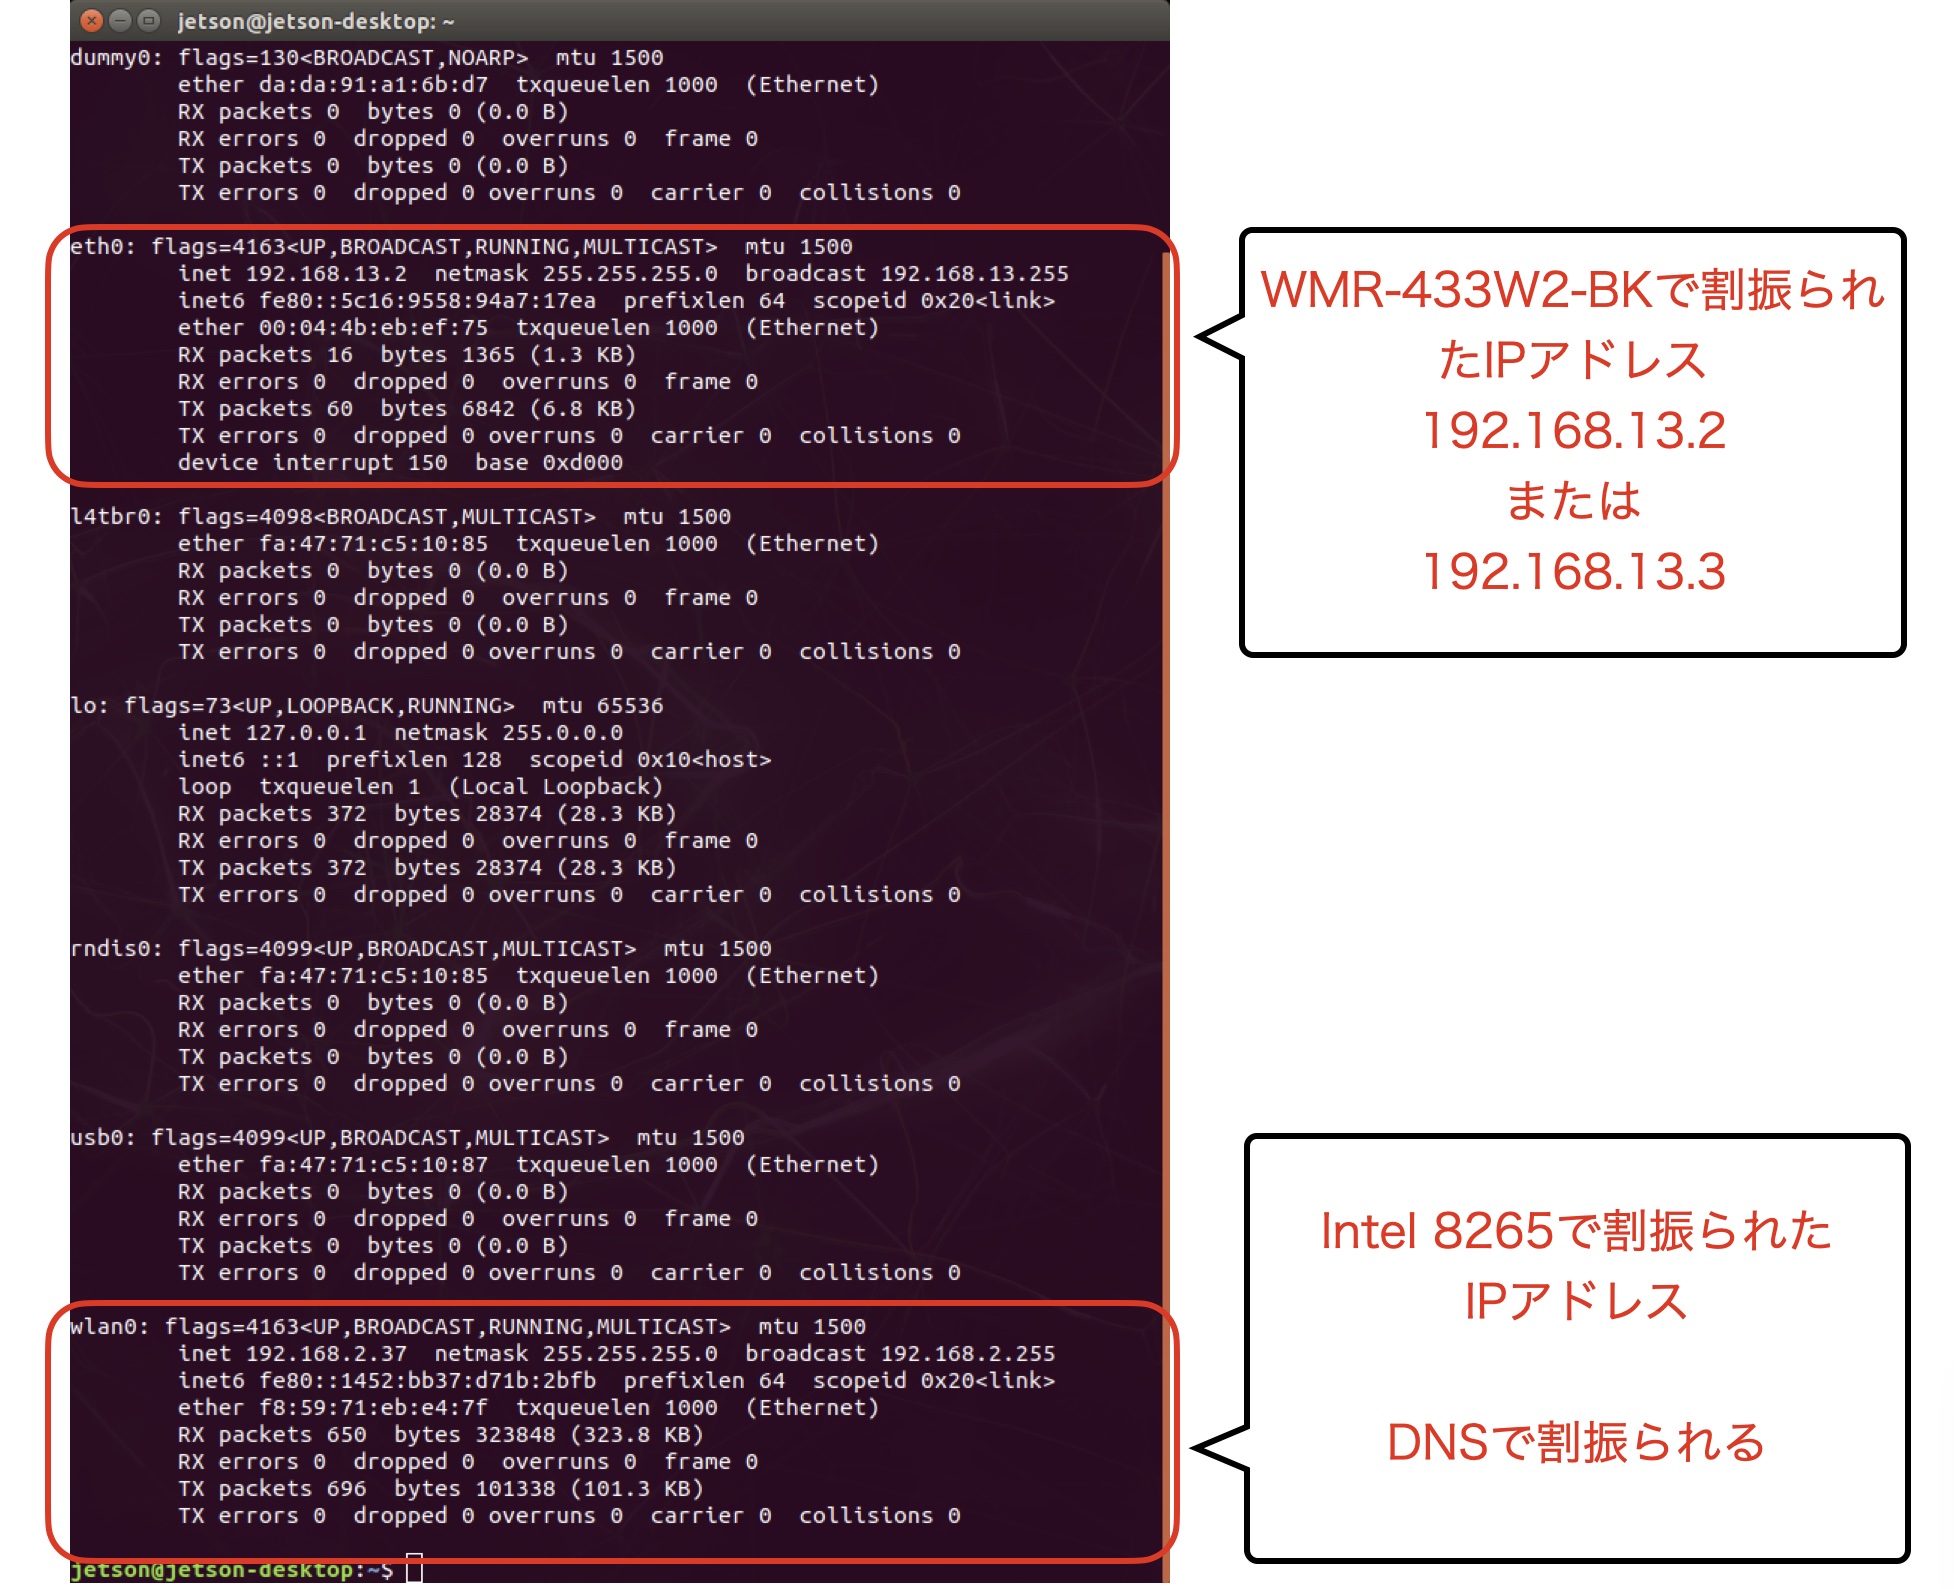 jetson@jetson-desktop: ~
dummy0: flags=130<BROADCAST,NOARP>  mtu 1500
        ether da:da:91:a1:6b:d7  txqueuelen 1000  (Ethernet)
        RX packets 0  bytes 0 (0.0 B)
        RX errors 0  dropped 0  overruns 0  frame 0
        TX packets 0  bytes 0 (0.0 B)
        TX errors 0  dropped 0 overruns 0  carrier 0  collisions 0
eth0: flags=4163<UP,BROADCAST,RUNNING,MULTICAST>  mtu 1500
        inet 192.168.13.2  netmask 255.255.255.0  broadcast 192.168.13.255
        inet6 fe80::5c16:9558:94a7:17ea  prefixlen 64  scopeid 0x20<link>
        ether 00:04:4b:eb:ef:75  txqueuelen 1000  (Ethernet)
        RX packets 16  bytes 1365 (1.3 KB)
        RX errors 0  dropped 0  overruns 0  frame 0
        TX packets 60  bytes 6842 (6.8 KB)
        TX errors 0  dropped 0 overruns 0  carrier 0  collisions 0
        device interrupt 150  base 0xd000
l4tbr0: flags=4098<BROADCAST,MULTICAST>  mtu 1500
        ether fa:47:71:c5:10:85  txqueuelen 1000  (Ethernet)
        RX packets 0  bytes 0 (0.0 B)
        RX errors 0  dropped 0  overruns 0  frame 0
        TX packets 0  bytes 0 (0.0 B)
        TX errors 0  dropped 0 overruns 0  carrier 0  collisions 0
lo: flags=73<UP,LOOPBACK,RUNNING>  mtu 65536
        inet 127.0.0.1  netmask 255.0.0.0
        inet6 ::1  prefixlen 128  scopeid 0x10<host>
        loop  txqueuelen 1  (Local Loopback)
        RX packets 372  bytes 28374 (28.3 KB)
        RX errors 0  dropped 0  overruns 0  frame 0
        TX packets 372  bytes 28374 (28.3 KB)
        TX errors 0  dropped 0 overruns 0  carrier 0  collisions 0
rndis0: flags=4099<UP,BROADCAST,MULTICAST>  mtu 1500
        ether fa:47:71:c5:10:85  txqueuelen 1000  (Ethernet)
        RX packets 0  bytes 0 (0.0 B)
        RX errors 0  dropped 0  overruns 0  frame 0
        TX packets 0  bytes 0 (0.0 B)
        TX errors 0  dropped 0 overruns 0  carrier 0  collisions 0
usb0: flags=4099<UP,BROADCAST,MULTICAST>  mtu 1500
        ether fa:47:71:c5:10:87  txqueuelen 1000  (Ethernet)
        RX packets 0  bytes 0 (0.0 B)
        RX errors 0  dropped 0  overruns 0  frame 0
        TX packets 0  bytes 0 (0.0 B)
        TX errors 0  dropped 0 overruns 0  carrier 0  collisions 0
wlan0: flags=4163<UP,BROADCAST,RUNNING,MULTICAST>  mtu 1500
        inet 192.168.2.37  netmask 255.255.255.0  broadcast 192.168.2.255
        inet6 fe80::1452:bb37:d71b:2bfb  prefixlen 64  scopeid 0x20<link>
        ether f8:59:71:eb:e4:7f  txqueuelen 1000  (Ethernet)
        RX packets 650  bytes 323848 (323.8 KB)
        RX errors 0  dropped 0  overruns 0  frame 0
        TX packets 696  bytes 101338 (101.3 KB)
        TX errors 0  dropped 0 overruns 0  carrier 0  collisions 0
jetson@jetson-desktop:~$
WMR-433W2-BKで割振られ
たIPアドレス
192.168.13.2
または
192.168.13.3
Intel 8265で割振られた
IPアドレス
DNSで割振られる